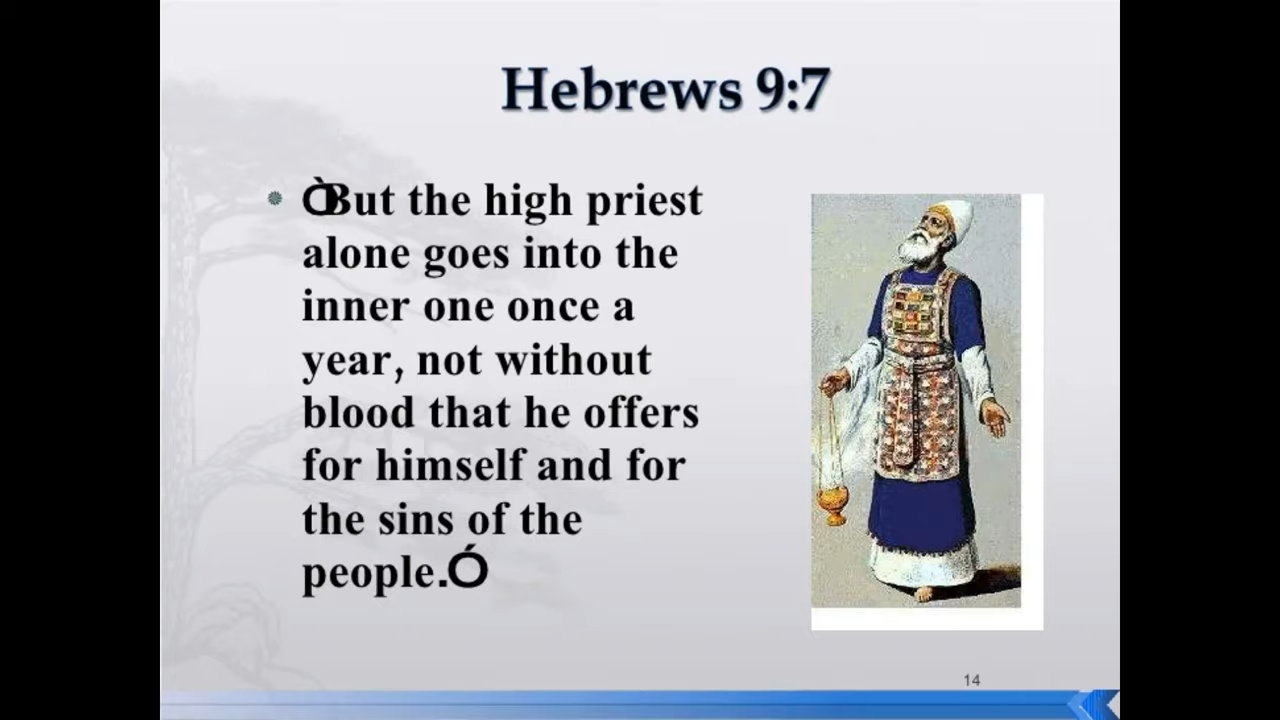 Hebrews 9:7
ÒBut the high priest
alone goes into the
inner one once a
year, not without
blood that he offers
for himself and for
the sins of the
people.Ó
14